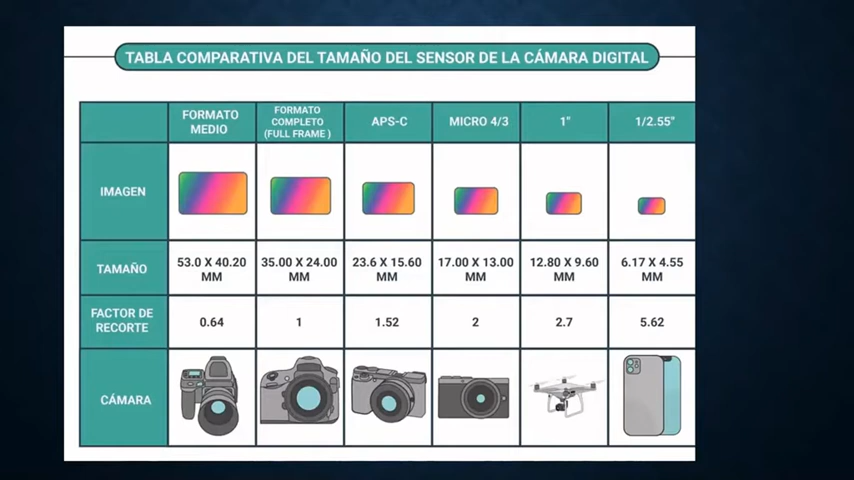 TABLA COMPARATIVA DEL TAMAÑO DEL SENSOR DE LA CÁMARA DIGITAL
FORMATO
MEDIO
FORMATO
COMPLETO
(FULL FRAME )
APS-C
MICRO 4/3
1"
1/2.55"
IMAGEN
TAMAÑO
53.0 X 40.20
MM
35.00 X 24.00
MM
23.6 X 15.60
MM
17.00 X 13.00
MM
12.80 X 9.60
MM
6.17 X 4.55
MM
FACTOR DE
RECORTE
0.64
1
1.52
2
2.7
5.62
CÁMARA